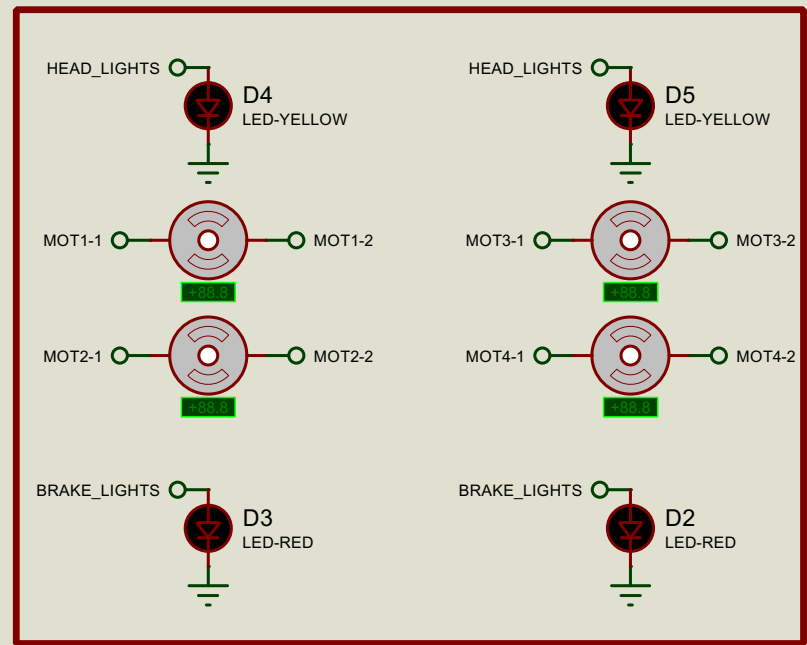 HEAD_LIGHTS
D4
LED-YELLOW
HEAD_LIGHTS
D5
LED-YELLOW
MOT1-1
MOT1-2
+88.8
MOT3-1
MOT3-2
+88.8
MOT2-1
MOT2-2
+88.8
MOT4-1
MOT4-2
+88.8
BRAKE_LIGHTS
D3
LED-RED
BRAKE_LIGHTS
D2
LED-RED